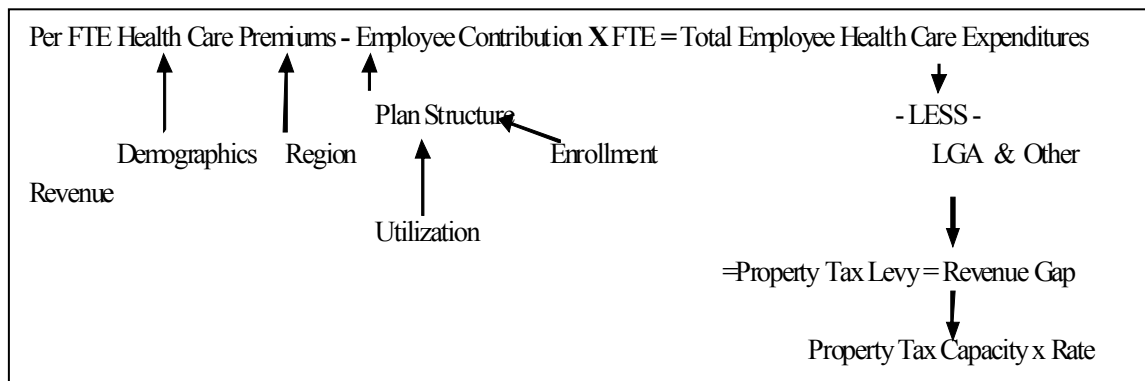 Per FTE Health Care Premiums - Employee Contribution X FTE = Total Employee Health Care Expenditures
Plan Structure - LESS -
Demographics Region Enrollment LGA & Other
Revenue
Utilization
=Property Tax Levy = Revenue Gap
Property Tax Capacity x Rate